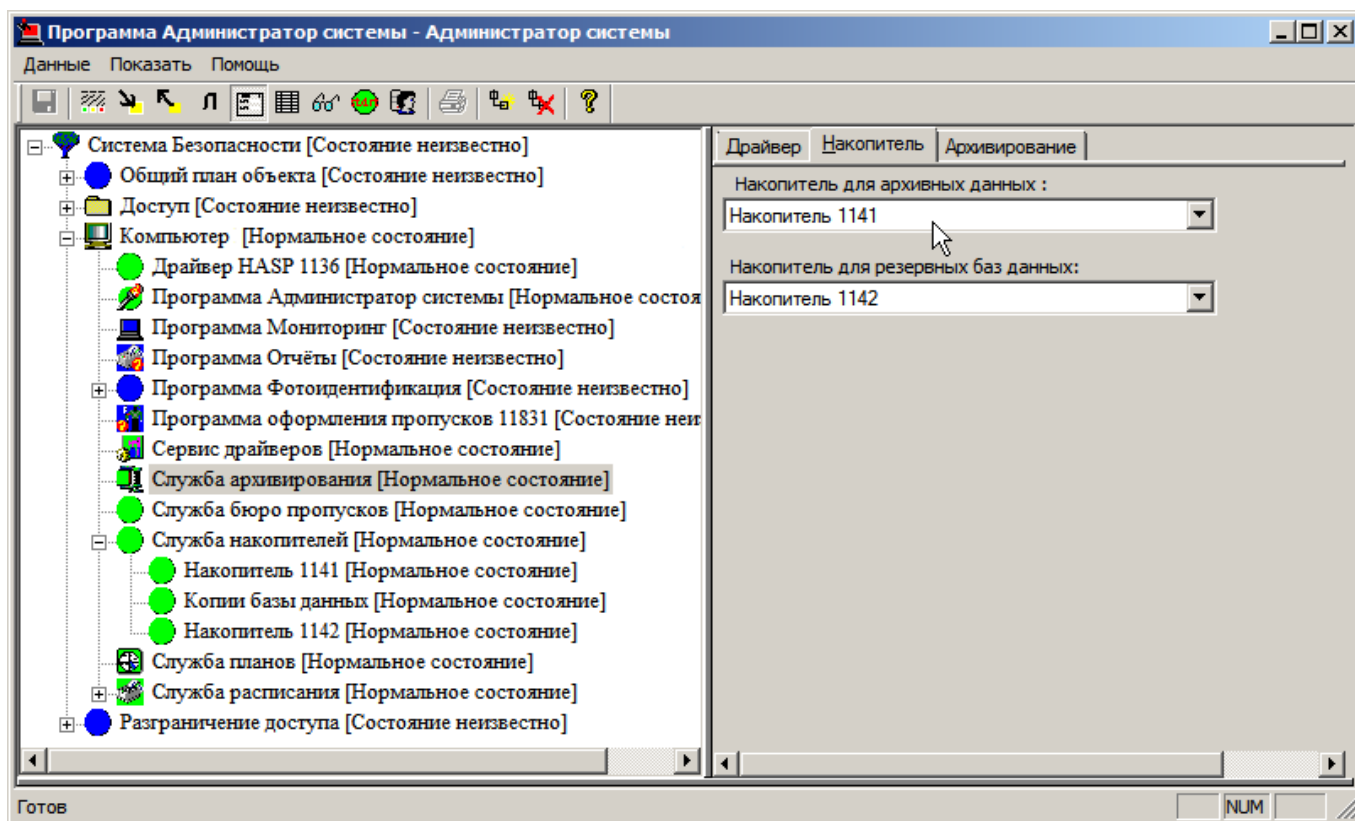 Программа Администратор системы - Администратор системы
Данные Показать Помощь
Л
Система Безопасности [Состояние неизвестно]
Общий план объекта [Состояние неизвестно]
Доступ [Состояние неизвестно]
Компьютер [Нормальное состояние]
Драйвер HASP 1136 [Нормальное состояние]
Программа Администратор системы [Нормальное состоя
Программа Мониторинг [Состояние неизвестно]
Программа Отчёты [Состояние неизвестно]
Программа Фотоидентификация [Состояние неизвестно]
Программа оформления пропусков 11831 [Состояние неи
Сервис драйверов [Нормальное состояние]
Служба архивирования [Нормальное состояние]
Служба бюро пропусков [Нормальное состояние]
Служба накопителей [Нормальное состояние]
Накопитель 1141 [Нормальное состояние]
Копии базы данных [Нормальное состояние]
Накопитель 1142 [Нормальное состояние]
Служба планов [Нормальное состояние]
Служба расписания [Нормальное состояние]
Разграничение доступа [Состояние неизвестно]
Драйвер Накопитель Архивирование
Накопитель для архивных данных :
Накопитель 1141
Накопитель для резервных баз данных:
Накопитель 1142
Готов
NUM